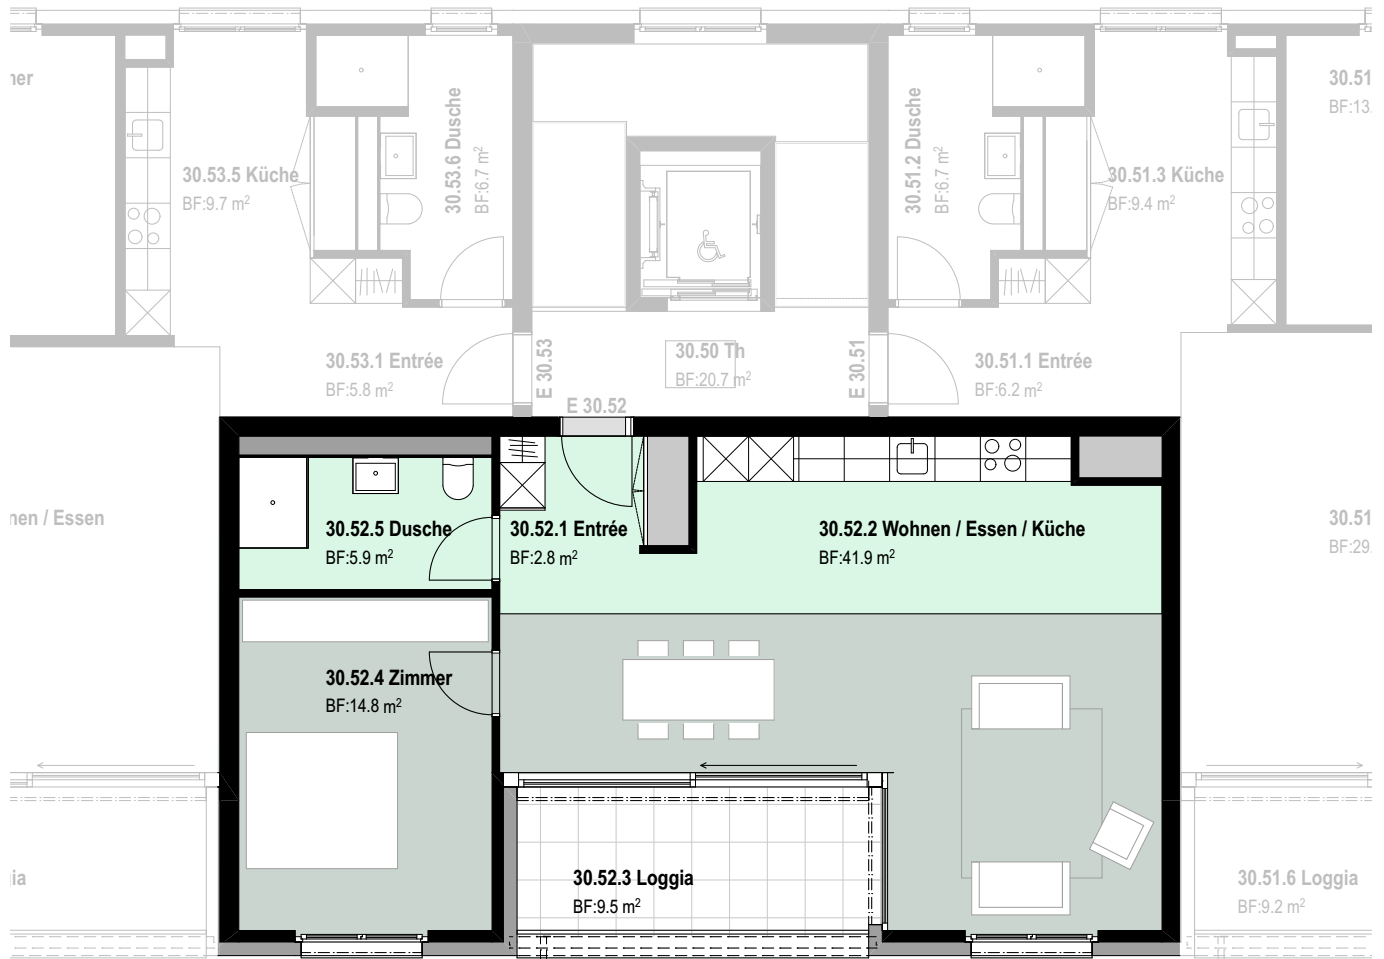 ner
30.53.5 Küche
BF:9.7 m²
30.53.6 Dusche
BF:6.7 m²
30.51.2 Dusche
BF:6.7 m²
30.51.3 Küche
BF:9.4 m²
30.51
BF:13.
30.53.1 Entrée
BF:5.8 m²
E 30.53
30.50 Th
BF:20.7 m²
E 30.51
30.51.1 Entrée
BF:6.2 m²
E 30.52
nen / Essen
30.52.5 Dusche
BF:5.9 m²
30.52.1 Entrée
BF:2.8 m²
30.52.2 Wohnen / Essen / Küche
BF:41.9 m²
30.51
BF:29.
30.52.4 Zimmer
BF:14.8 m²
gia
30.52.3 Loggia
BF:9.5 m²
30.51.6 Loggia
BF:9.2 m²